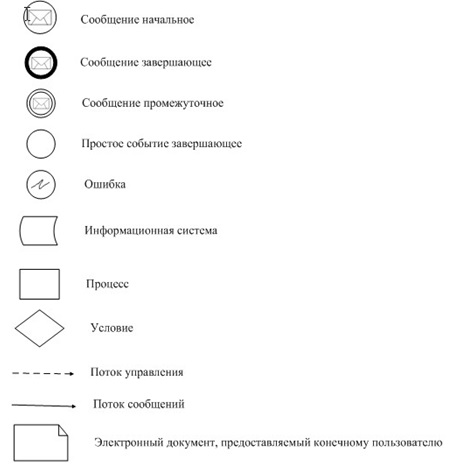 Сообщение начальное
Сообщение завершающее
Сообщение промежуточное
Простое событие завершающее
Ошибка
Информационная система
Процесс
Условие
Поток управления
Поток сообщений
Электронный документ, предоставляемый конечному пользователю